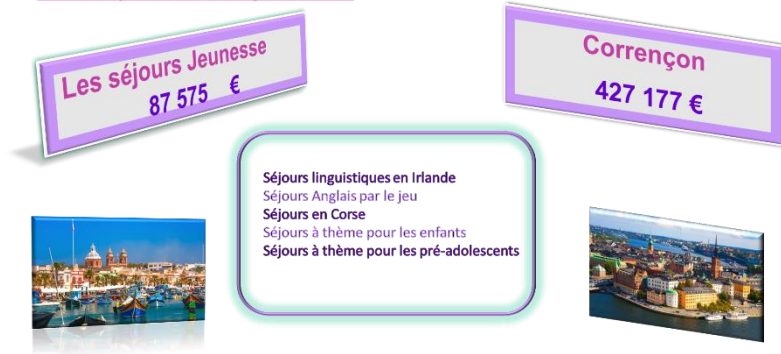 Les séjours Jeunesse
87 575 €
Corrençon
427 177 €
Séjours linguistiques en Irlande
Séjours Anglais par le jeu
Séjours en Corse
Séjours à thème pour les enfants
Séjours à thème pour les pré-adolescents